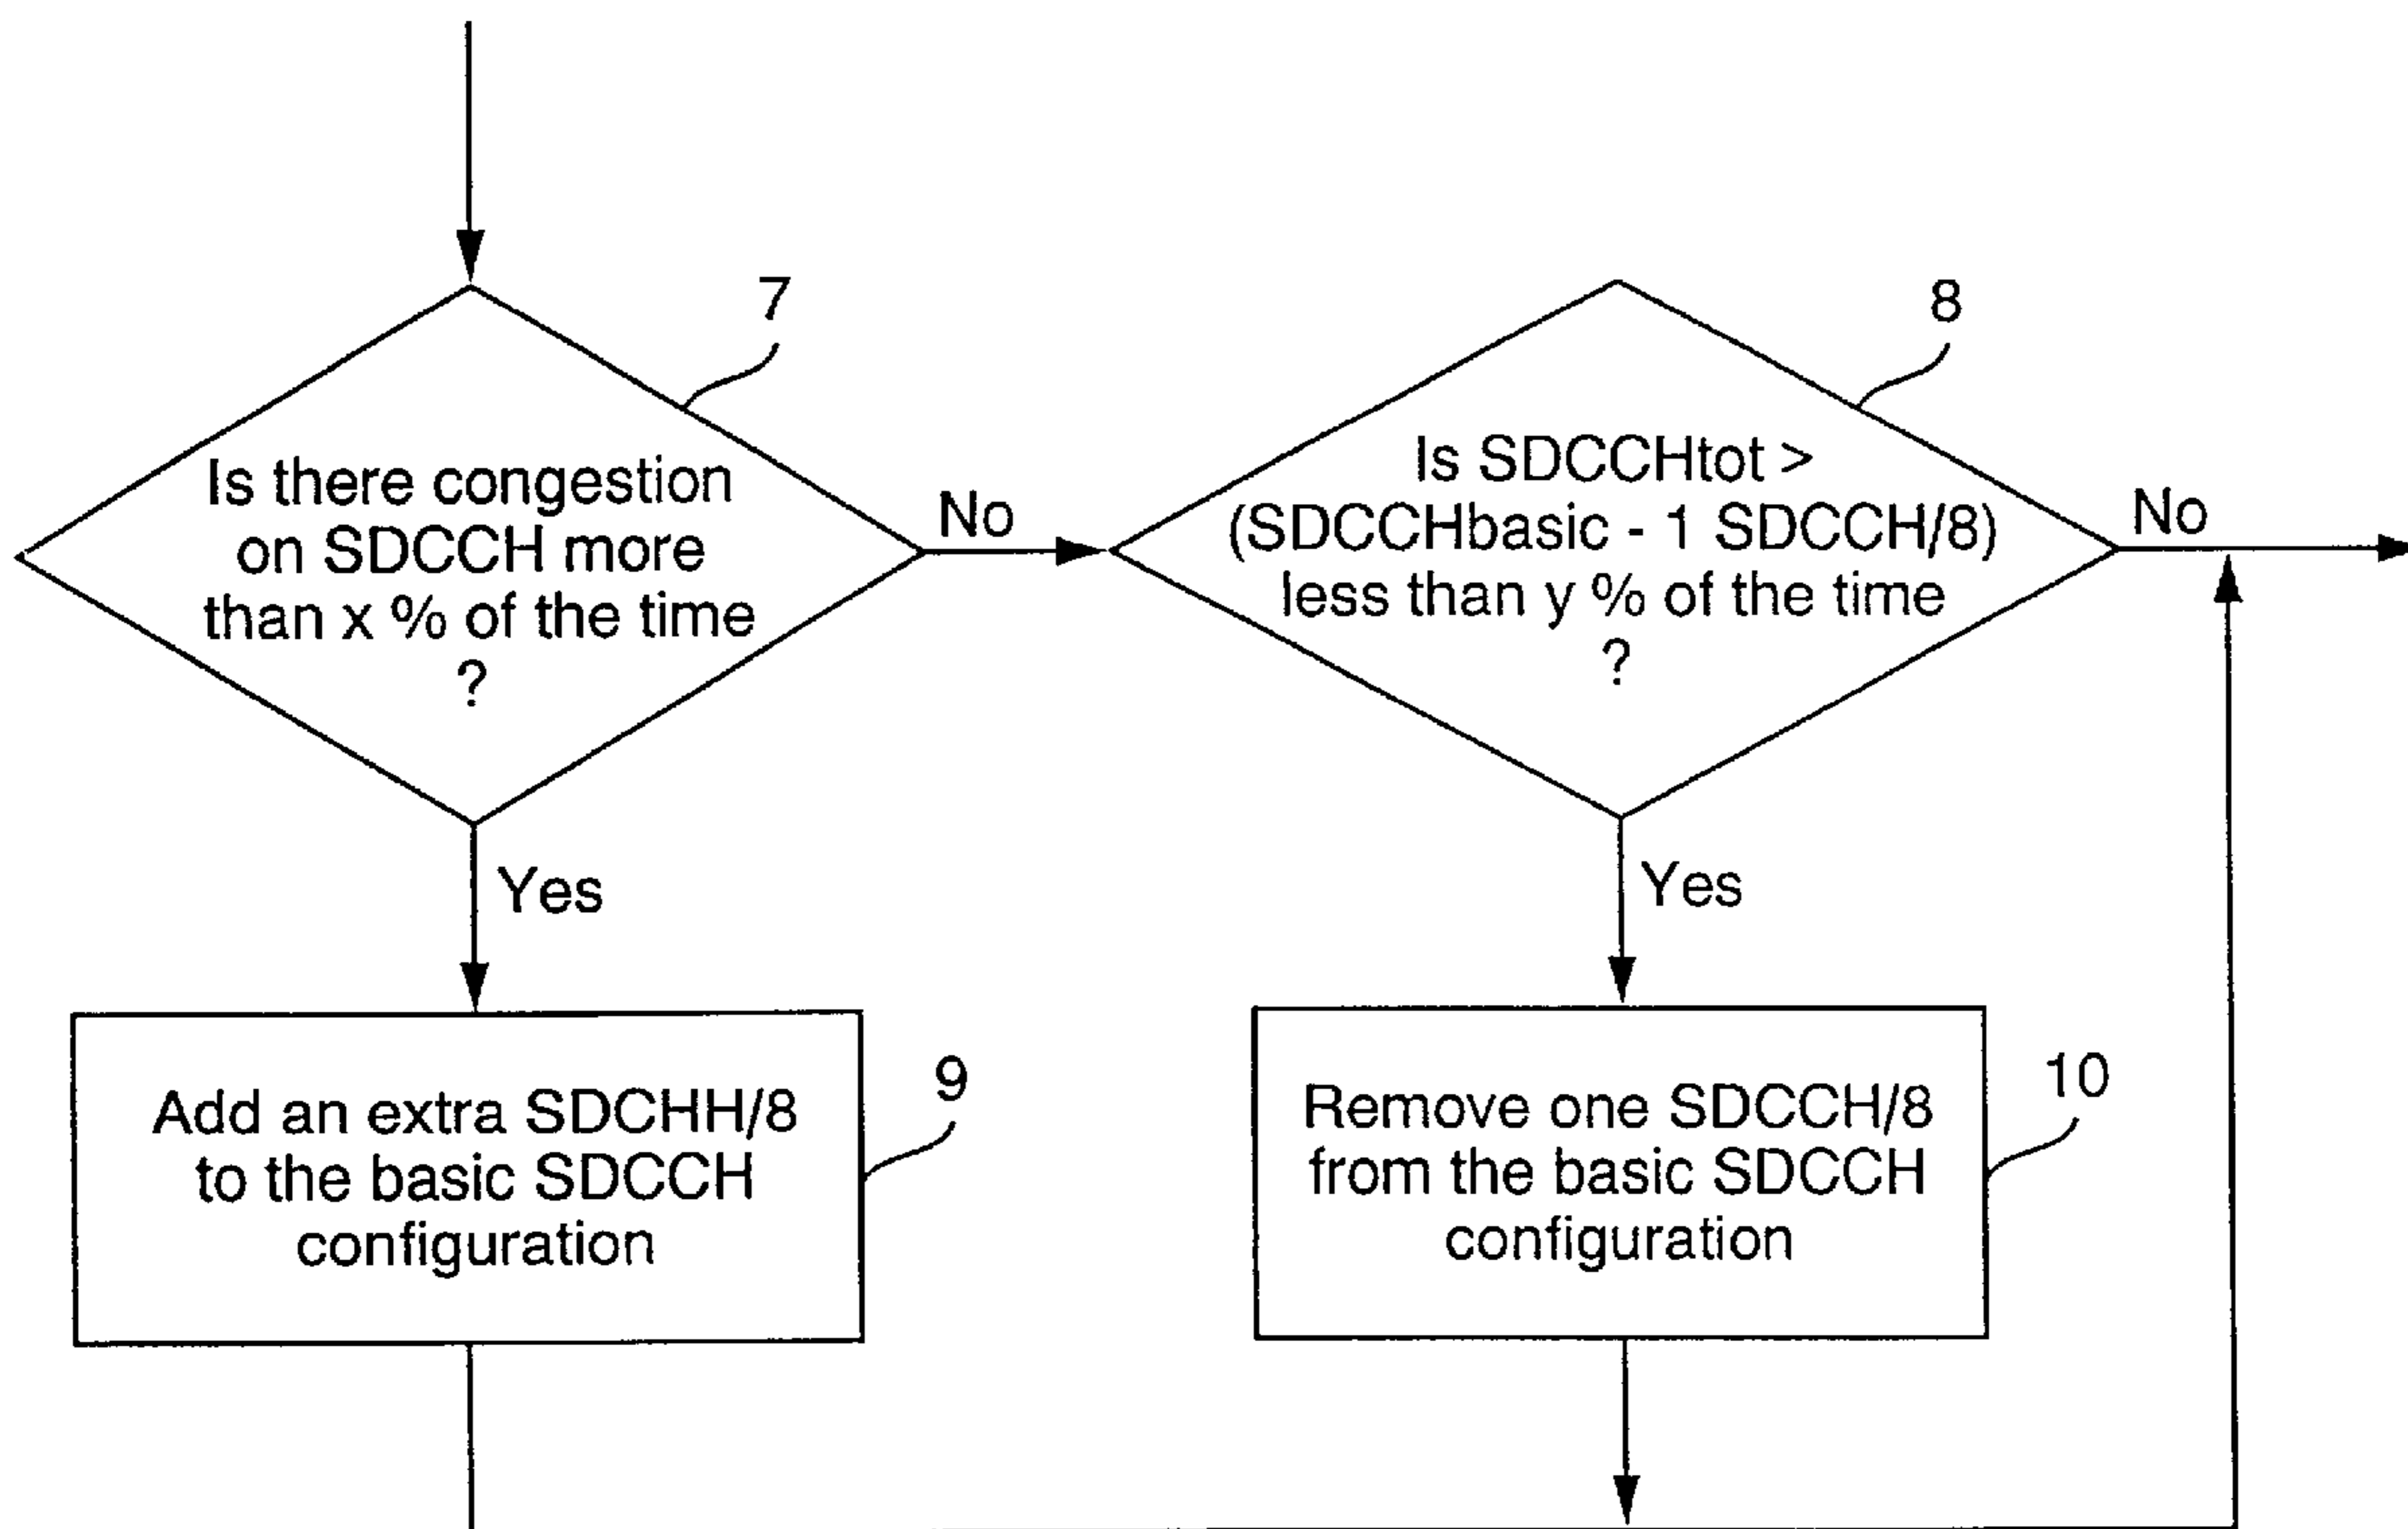 7
Is there congestion
on SDCCH more
than x % of the time
?
No
8
Is SDCCHtot >
(SDCCHbasic - 1 SDCCH/8)
less than y % of the time
?
No
Yes
Yes
9
Add an extra SDCHH/8
to the basic SDCCH
configuration
10
Remove one SDCCH/8
from the basic SDCCH
configuration